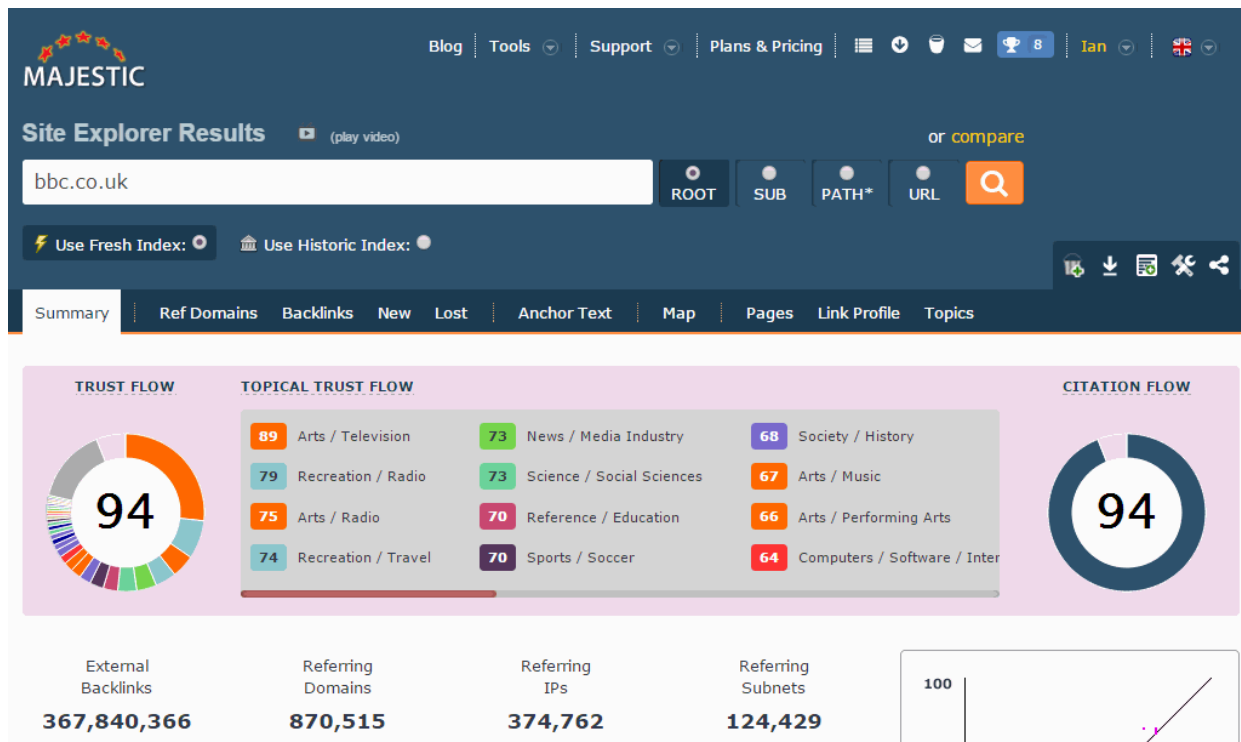 MAJESTIC
Blog Tools Support Plans & Pricing 8 Ian
Site Explorer Results (play video)
or compare
bbc.co.uk
ROOT SUB PATH* URL
Use Fresh Index: Use Historic Index:
Summary Ref Domains Backlinks New Lost Anchor Text Map Pages Link Profile Topics
TRUST FLOW
94
TOPICAL TRUST FLOW
89 Arts / Television
79 Recreation / Radio
75 Arts / Radio
74 Recreation / Travel
73 News / Media Industry
73 Science / Social Sciences
70 Reference / Education
70 Sports / Soccer
68 Society / History
67 Arts / Music
66 Arts / Performing Arts
64 Computers / Software / Inter
CITATION FLOW
94
External
Backlinks
367,840,366
Referring
Domains
870,515
Referring
IPs
374,762
Referring
Subnets
124,429
100